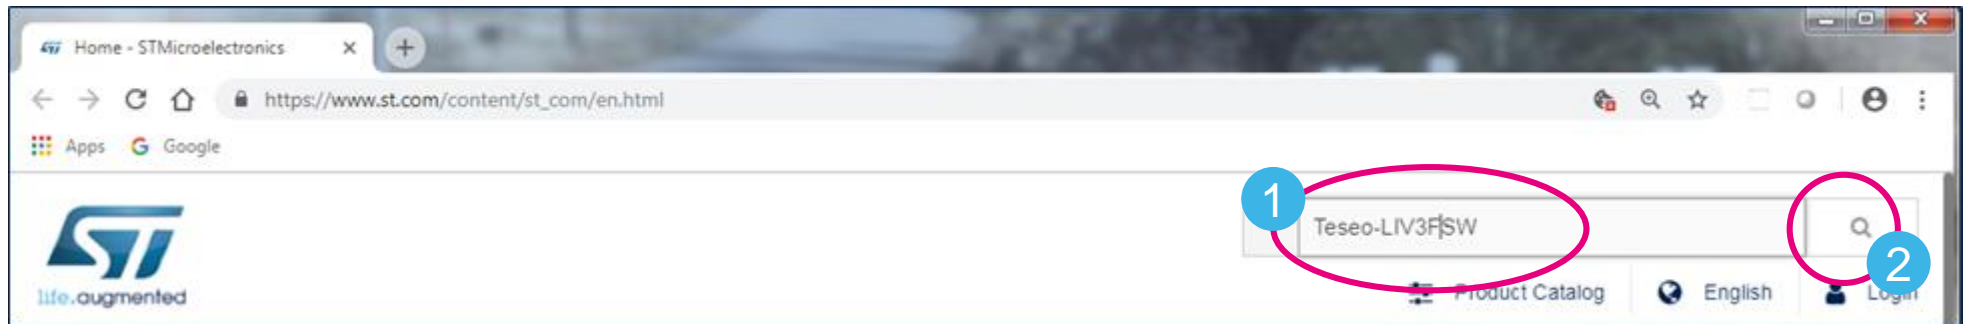 Home - STMicroelectronics
https://www.st.com/content/st_com/en.html
Apps Google
1
Teseo-LIV3FSW
2
life.augmented
Product Catalog English Login